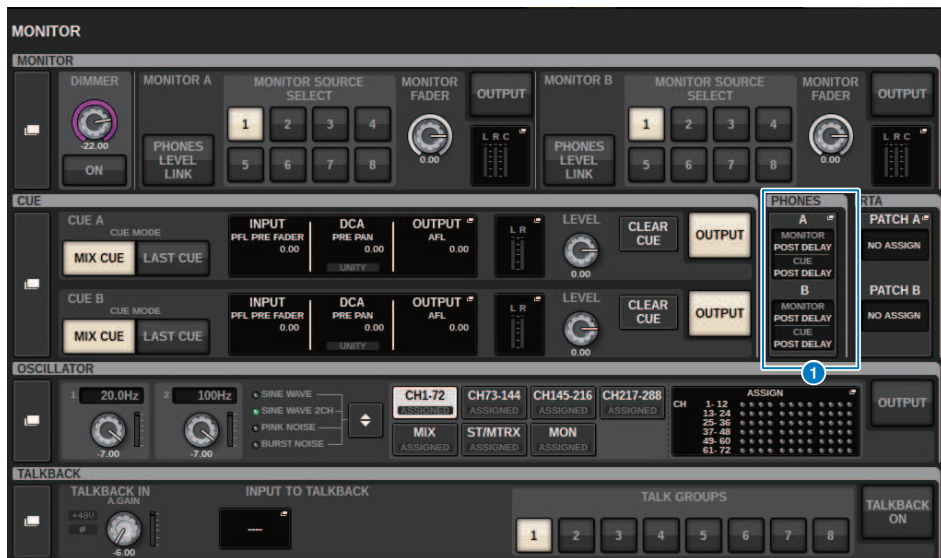 MONITOR
MONITOR
DIMMER
-22.00
ON
MONITOR A
PHONES
LEVEL
LINK
MONITOR SOURCE
SELECT
1 2 3 4
5 6 7 8
MONITOR
FADER
0.00
OUTPUT
L R C
MONITOR B
PHONES
LEVEL
LINK
MONITOR SOURCE
SELECT
1 2 3 4
5 6 7 8
MONITOR
FADER
0.00
OUTPUT
L R C
CUE
CUE A
CUE MODE
MIX CUE LAST CUE
INPUT
PFL PRE FADER
0.00
DCA
PRE PAN
0.00
UNITY
OUTPUT
AFL
0.00
L R
LEVEL
0.00
CLEAR
CUE
OUTPUT
CUE B
CUE MODE
MIX CUE LAST CUE
INPUT
PFL PRE FADER
0.00
DCA
PRE PAN
0.00
UNITY
OUTPUT
AFL
0.00
L R
LEVEL
0.00
CLEAR
CUE
OUTPUT
PHONES
A
MONITOR
POST DELAY
CUE
POST DELAY
B
MONITOR
POST DELAY
CUE
POST DELAY
1
RTA
PATCH A
NO ASSIGN
PATCH B
NO ASSIGN
OSCILLATOR
1 20.0Hz
-7.00
2 100Hz
-7.00
SINE WAVE
SINE WAVE 2CH
PINK NOISE
BURST NOISE
CH1-72
ASSIGNED
CH73-144
ASSIGNED
CH145-216
ASSIGNED
CH217-288
ASSIGNED
MIX
ASSIGNED
ST/MTRX
ASSIGNED
MON
ASSIGNED
ASSIGN
CH 1- 12
13- 24
25- 36
37- 48
49- 60
61- 72
OUTPUT
TALKBACK
TALKBACK IN
A.GAIN
+48V
Ø
-6.00
INPUT TO TALKBACK
----
TALK GROUPS
1 2 3 4 5 6 7 8
TALKBACK
ON